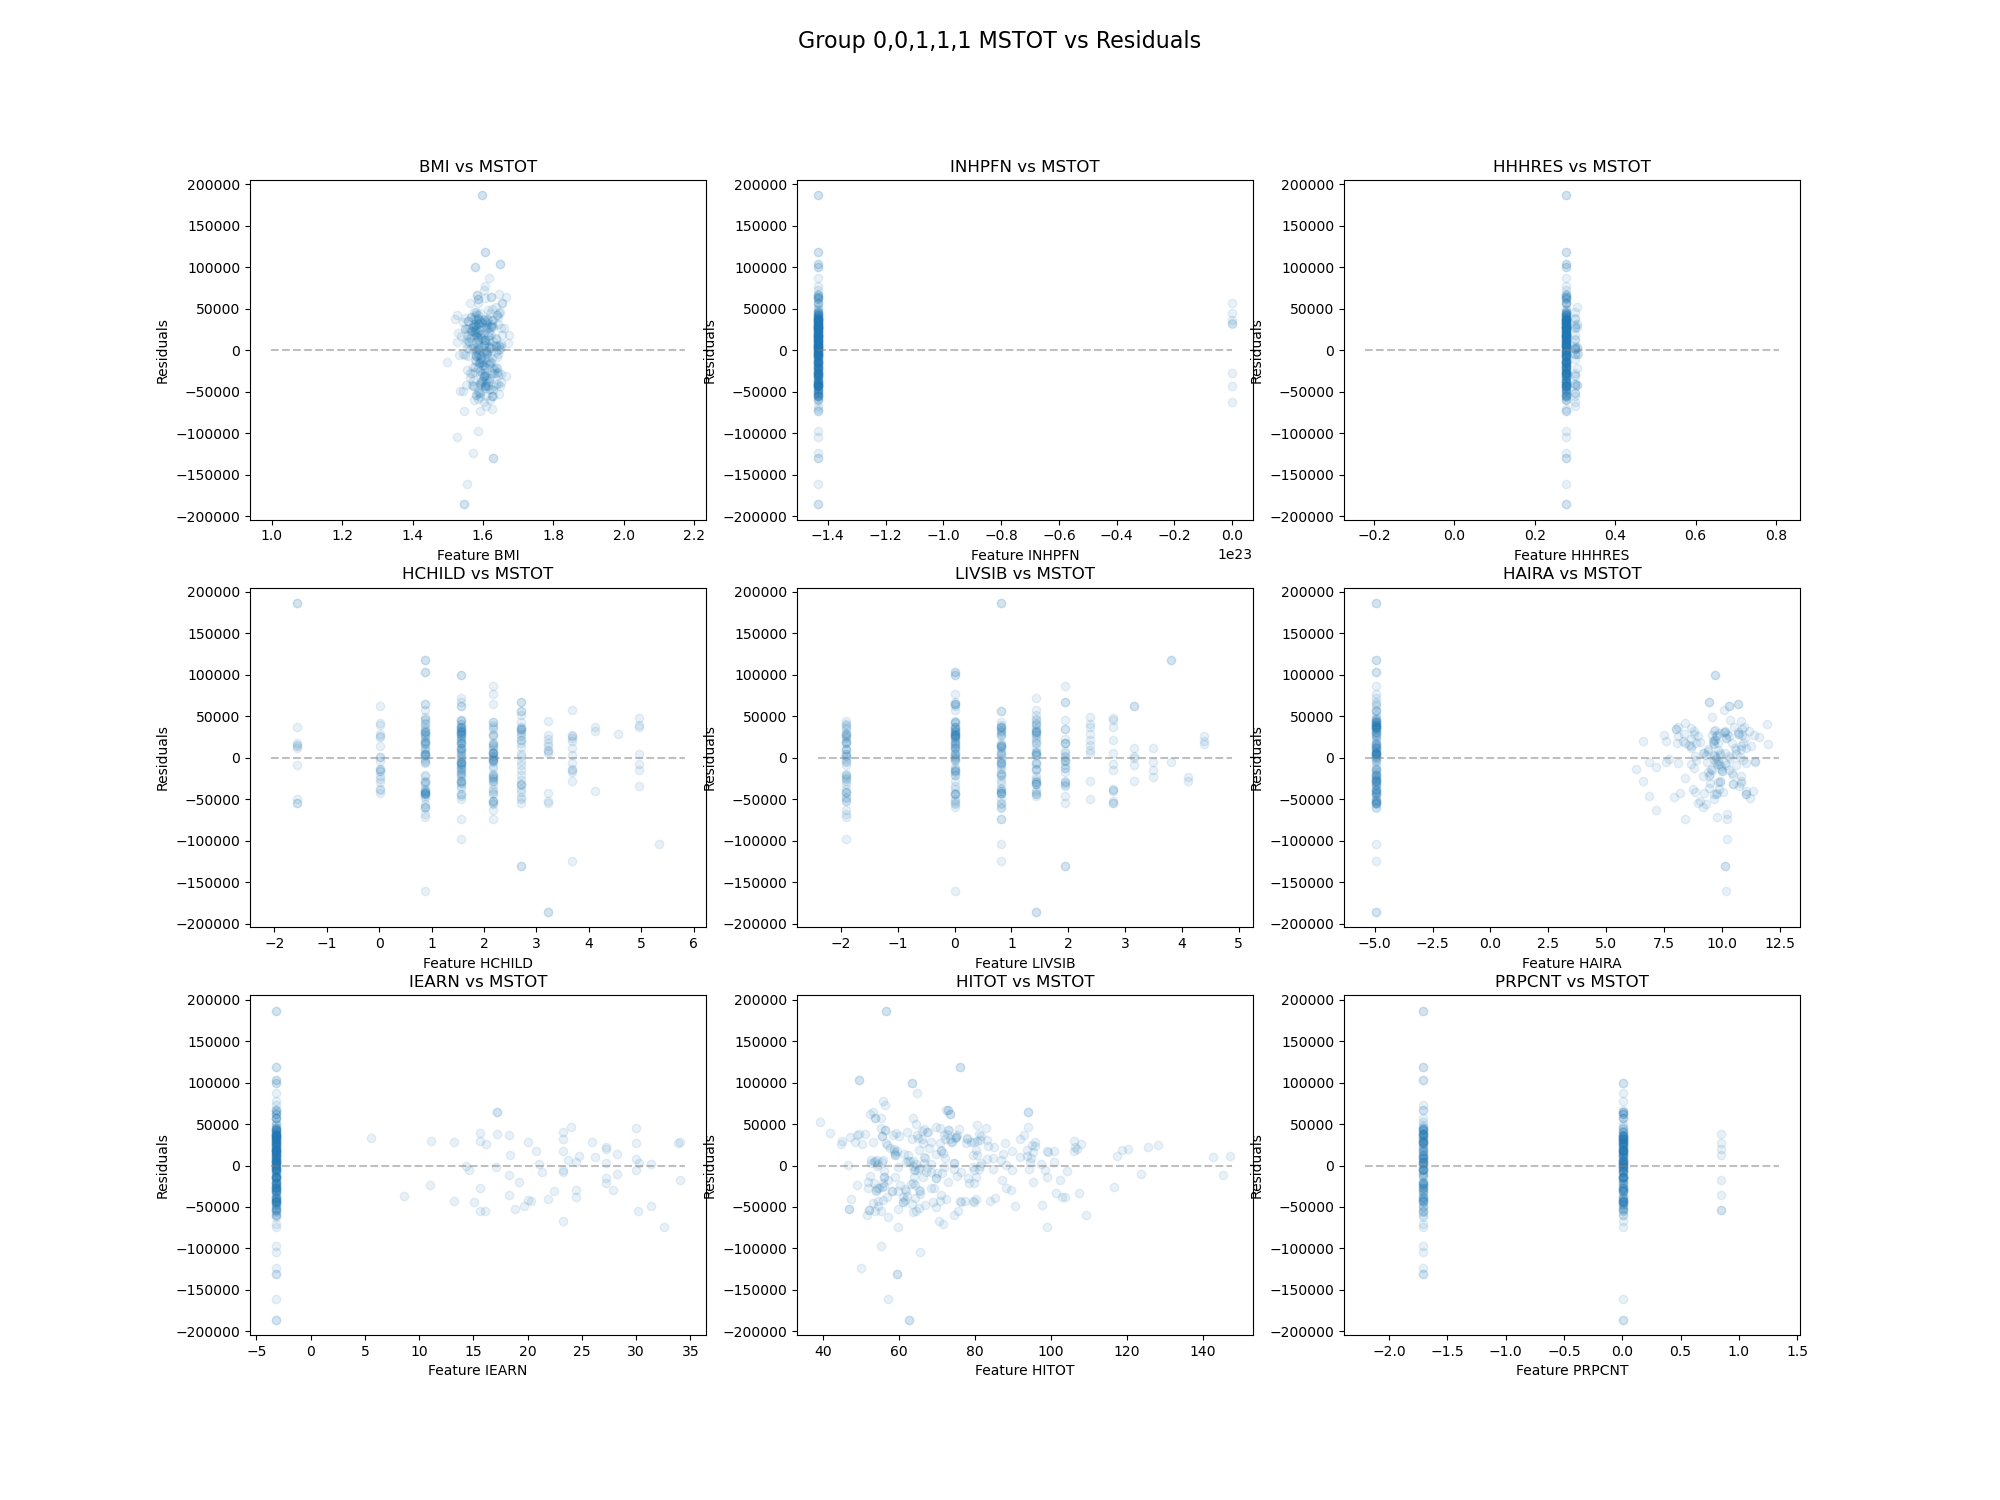 Group 0,0,1,1,1 MSTOT vs Residuals
BMI vs MSTOT
200000
150000
100000
50000
0
−50000
−100000
−150000
−200000
Residuals
1.0 1.2 1.4 1.6 1.8 2.0 2.2
Feature BMI
INHPFN vs MSTOT
200000
150000
100000
50000
0
−50000
−100000
−150000
−200000
Residuals
−1.4 −1.2 −1.0 −0.8 −0.6 −0.4 −0.2 0.0
Feature INHPFN
1e23
HHHRES vs MSTOT
200000
150000
100000
50000
0
−50000
−100000
−150000
−200000
Residuals
−0.2 0.0 0.2 0.4 0.6 0.8
Feature HHHRES
HCHILD vs MSTOT
200000
150000
100000
50000
0
−50000
−100000
−150000
−200000
Residuals
−2 −1 0 1 2 3 4 5 6
Feature HCHILD
LIVSIB vs MSTOT
200000
150000
100000
50000
0
−50000
−100000
−150000
−200000
Residuals
−2 −1 0 1 2 3 4 5
Feature LIVSIB
HAIRA vs MSTOT
200000
150000
100000
50000
0
−50000
−100000
−150000
−200000
Residuals
−5.0 −2.5 0.0 2.5 5.0 7.5 10.0 12.5
Feature HAIRA
IEARN vs MSTOT
200000
150000
100000
50000
0
−50000
−100000
−150000
−200000
Residuals
−5 0 5 10 15 20 25 30 35
Feature IEARN
HITOT vs MSTOT
200000
150000
100000
50000
0
−50000
−100000
−150000
−200000
Residuals
40 60 80 100 120 140
Feature HITOT
PRPCNT vs MSTOT
200000
150000
100000
50000
0
−50000
−100000
−150000
−200000
Residuals
−2.0 −1.5 −1.0 −0.5 0.0 0.5 1.0 1.5
Feature PRPCNT